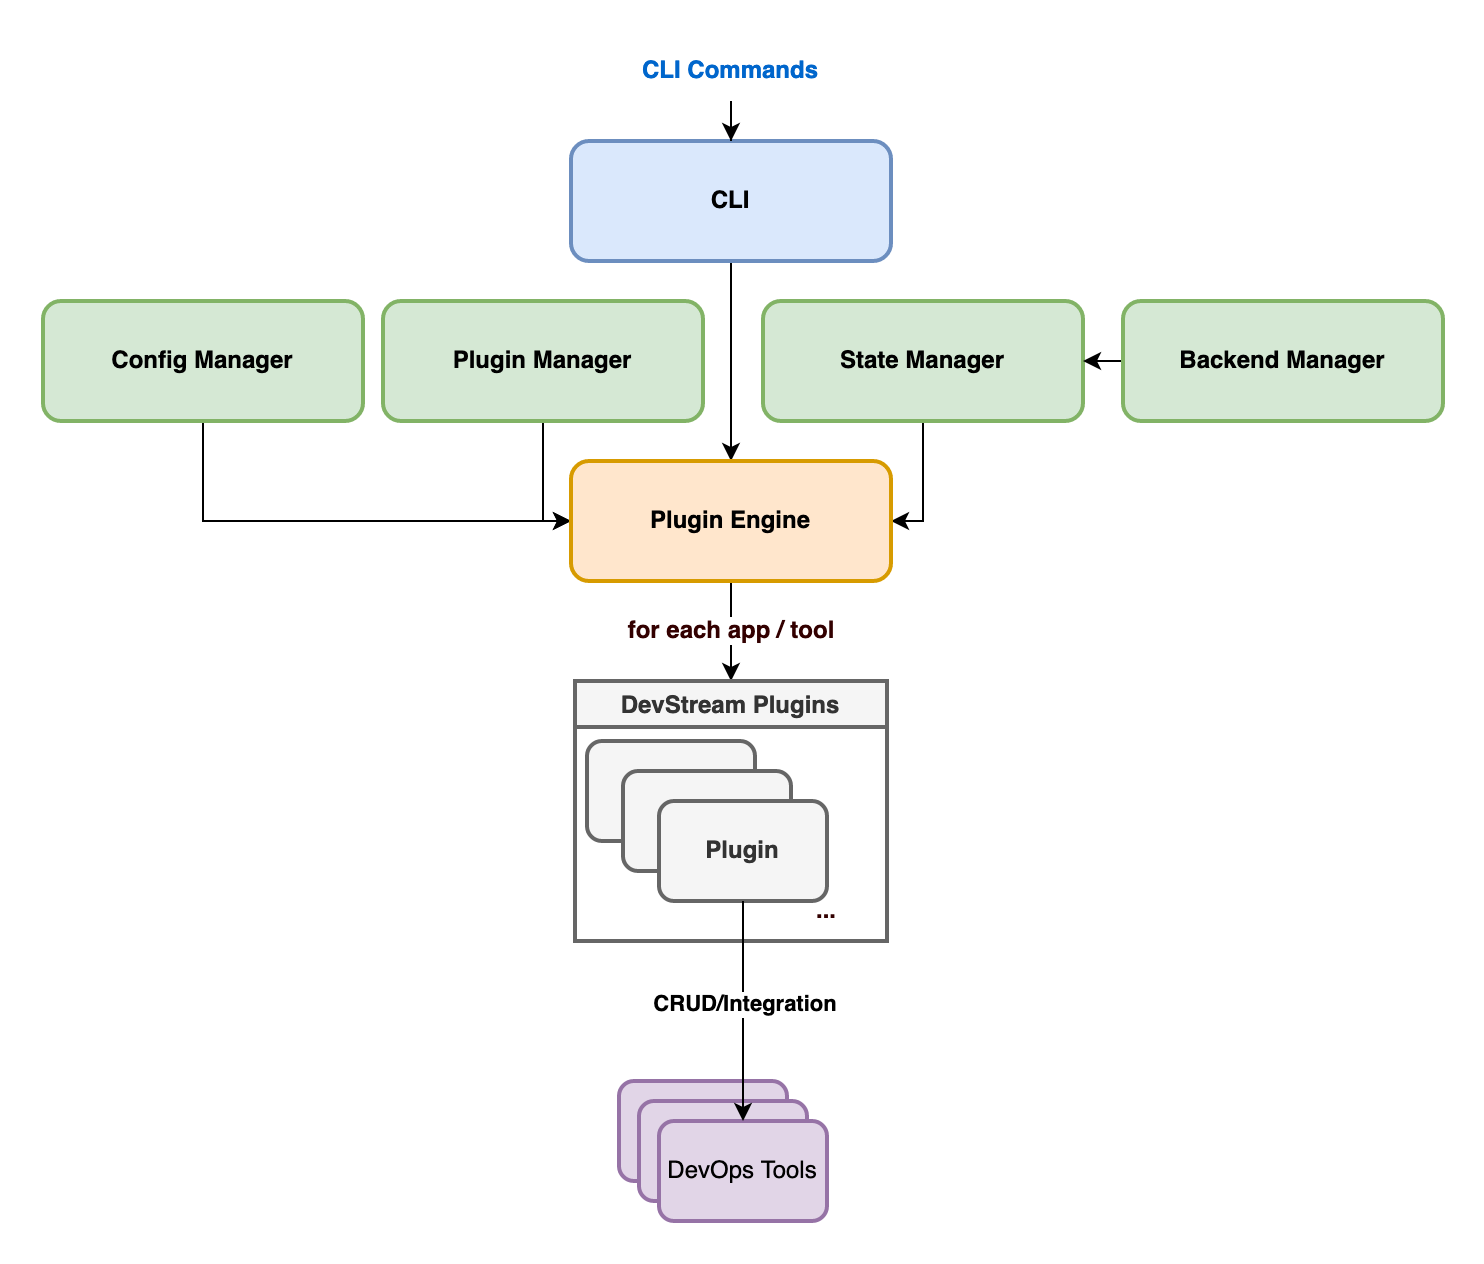 CLI Commands
CLI
Config Manager
Plugin Manager
State Manager
Backend Manager
Plugin Engine
for each app / tool
DevStream Plugins
Plugin
...
CRUD/Integration
DevOps Tools